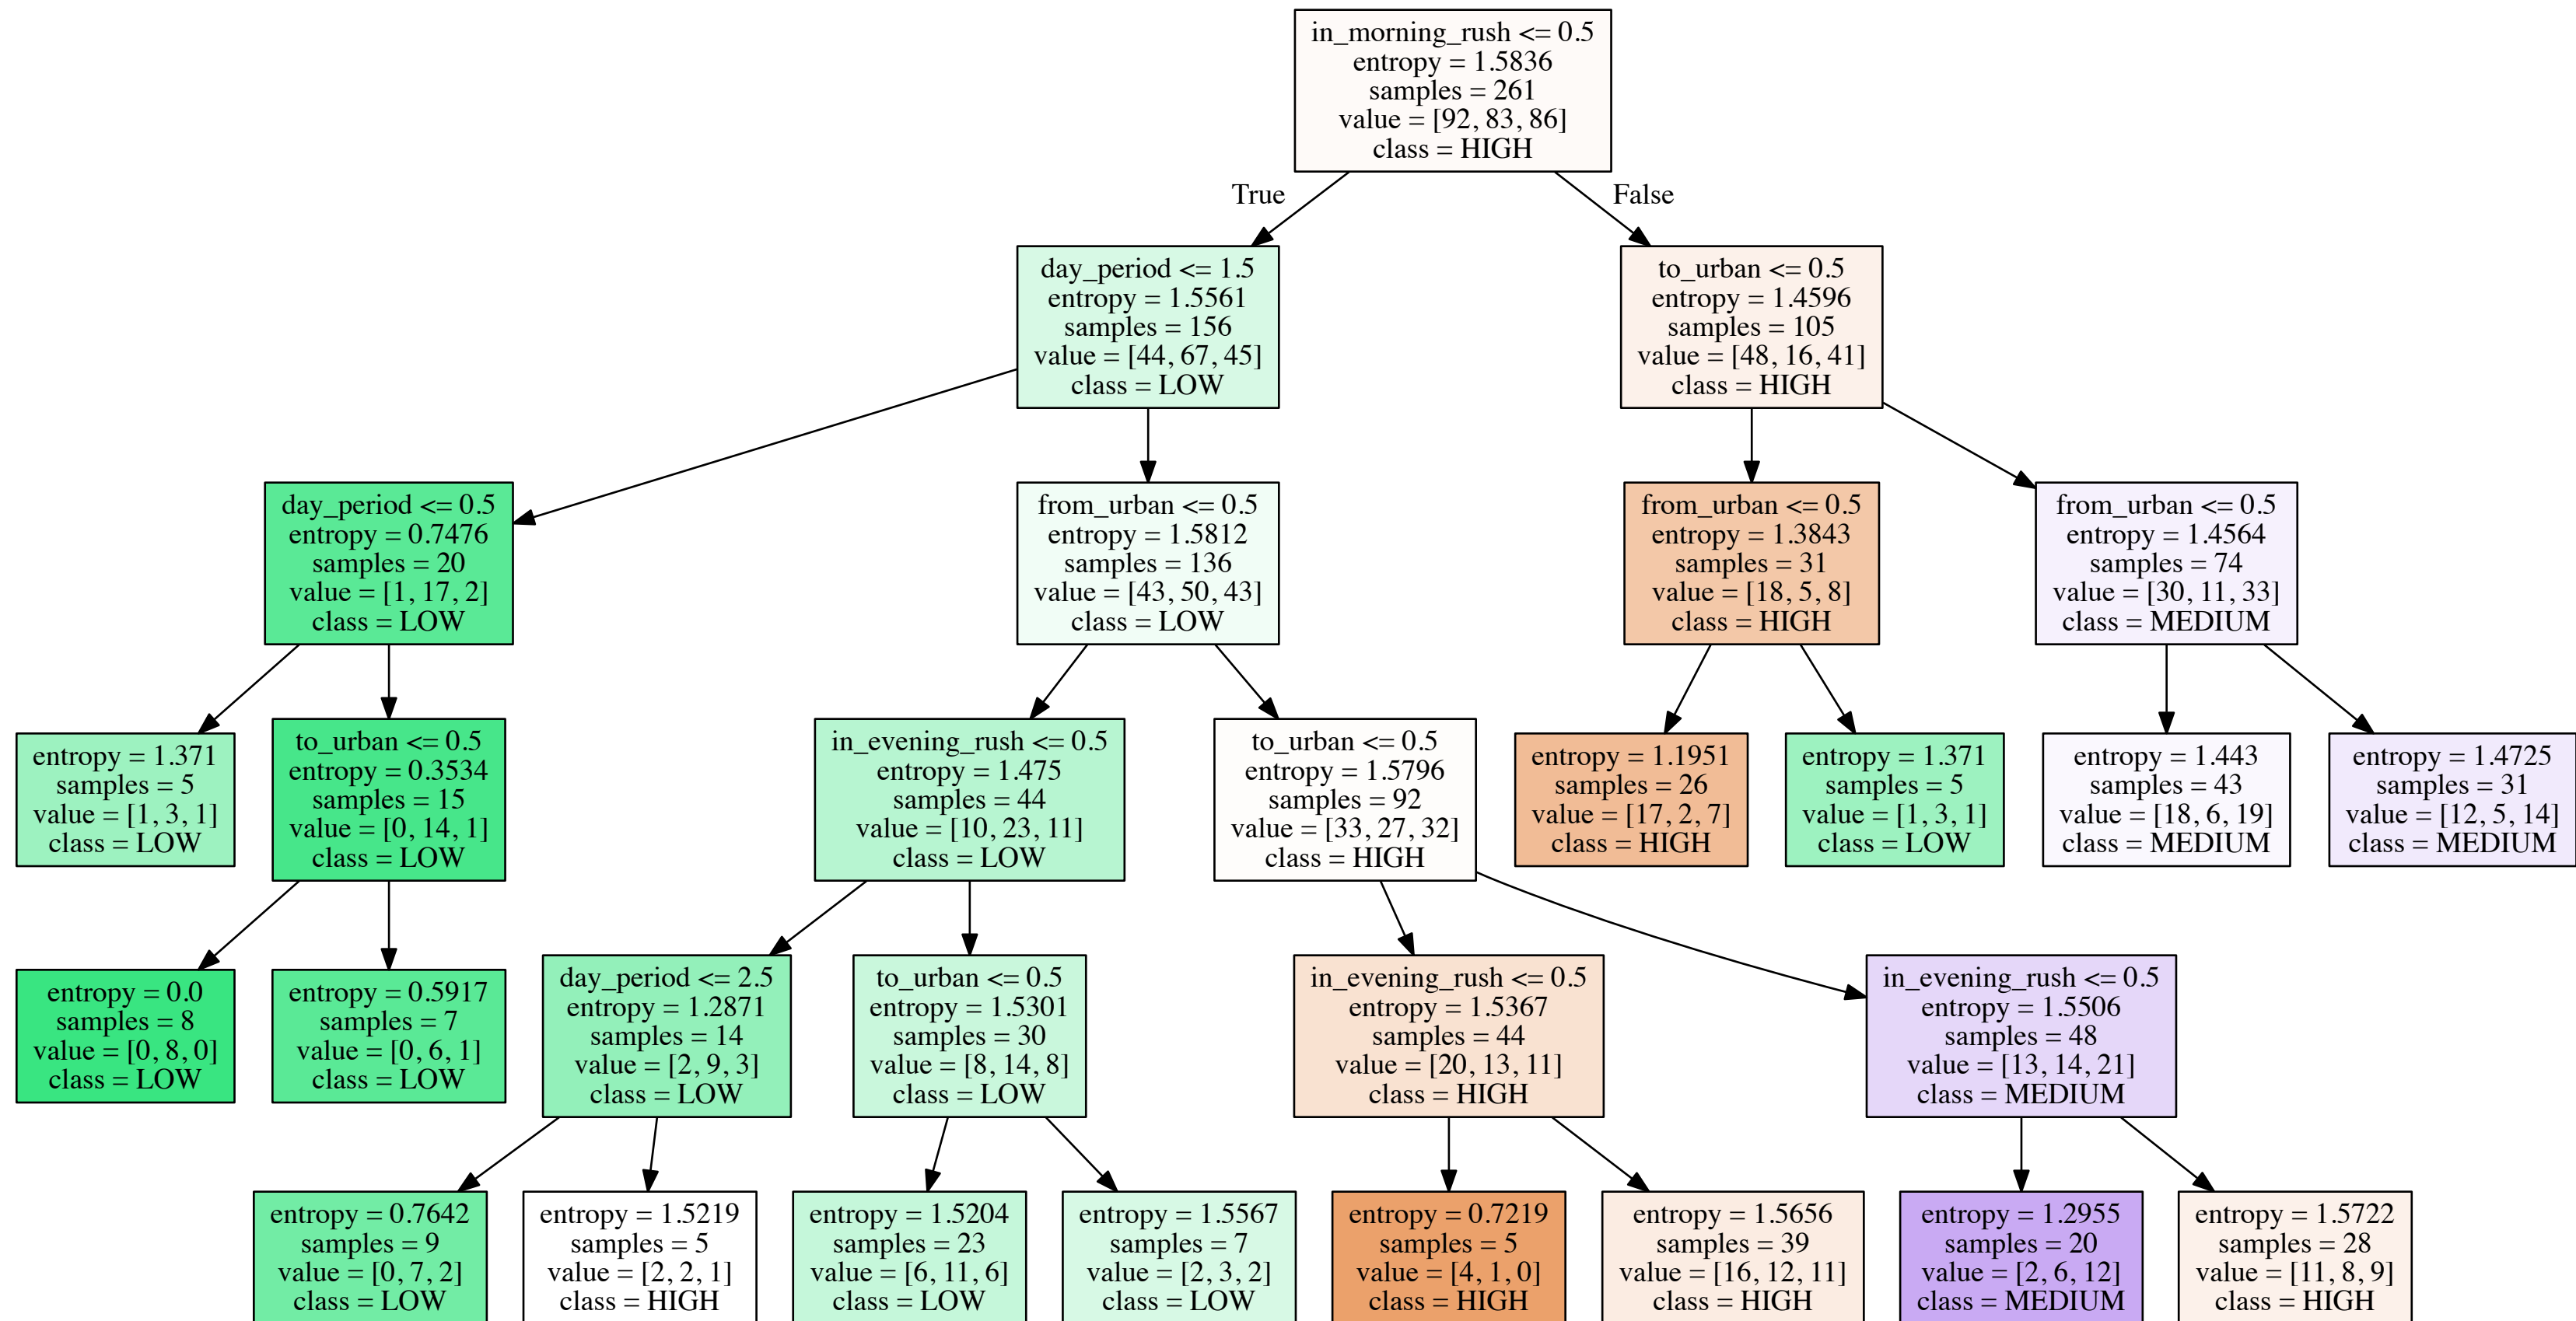 in_morning_rush <= 0.5
entropy = 1.5836
samples = 261
value = [92, 83, 86]
class = HIGH
True
False
day_period <= 1.5
entropy = 1.5561
samples = 156
value = [44, 67, 45]
class = LOW
to_urban <= 0.5
entropy = 1.4596
samples = 105
value = [48, 16, 41]
class = HIGH
day_period <= 0.5
entropy = 0.7476
samples = 20
value = [1, 17, 2]
class = LOW
from_urban <= 0.5
entropy = 1.5812
samples = 136
value = [43, 50, 43]
class = LOW
from_urban <= 0.5
entropy = 1.3843
samples = 31
value = [18, 5, 8]
class = HIGH
from_urban <= 0.5
entropy = 1.4564
samples = 74
value = [30, 11, 33]
class = MEDIUM
entropy = 1.371
samples = 5
value = [1, 3, 1]
class = LOW
to_urban <= 0.5
entropy = 0.3534
samples = 15
value = [0, 14, 1]
class = LOW
in_evening_rush <= 0.5
entropy = 1.475
samples = 44
value = [10, 23, 11]
class = LOW
to_urban <= 0.5
entropy = 1.5796
samples = 92
value = [33, 27, 32]
class = HIGH
entropy = 1.1951
samples = 26
value = [17, 2, 7]
class = HIGH
entropy = 1.371
samples = 5
value = [1, 3, 1]
class = LOW
entropy = 1.443
samples = 43
value = [18, 6, 19]
class = MEDIUM
entropy = 1.4725
samples = 31
value = [12, 5, 14]
class = MEDIUM
entropy = 0.0
samples = 8
value = [0, 8, 0]
class = LOW
entropy = 0.5917
samples = 7
value = [0, 6, 1]
class = LOW
day_period <= 2.5
entropy = 1.2871
samples = 14
value = [2, 9, 3]
class = LOW
to_urban <= 0.5
entropy = 1.5301
samples = 30
value = [8, 14, 8]
class = LOW
in_evening_rush <= 0.5
entropy = 1.5367
samples = 44
value = [20, 13, 11]
class = HIGH
in_evening_rush <= 0.5
entropy = 1.5506
samples = 48
value = [13, 14, 21]
class = MEDIUM
entropy = 0.7642
samples = 9
value = [0, 7, 2]
class = LOW
entropy = 1.5219
samples = 5
value = [2, 2, 1]
class = HIGH
entropy = 1.5204
samples = 23
value = [6, 11, 6]
class = LOW
entropy = 1.5567
samples = 7
value = [2, 3, 2]
class = LOW
entropy = 0.7219
samples = 5
value = [4, 1, 0]
class = HIGH
entropy = 1.5656
samples = 39
value = [16, 12, 11]
class = HIGH
entropy = 1.2955
samples = 20
value = [2, 6, 12]
class = MEDIUM
entropy = 1.5722
samples = 28
value = [11, 8, 9]
class = HIGH